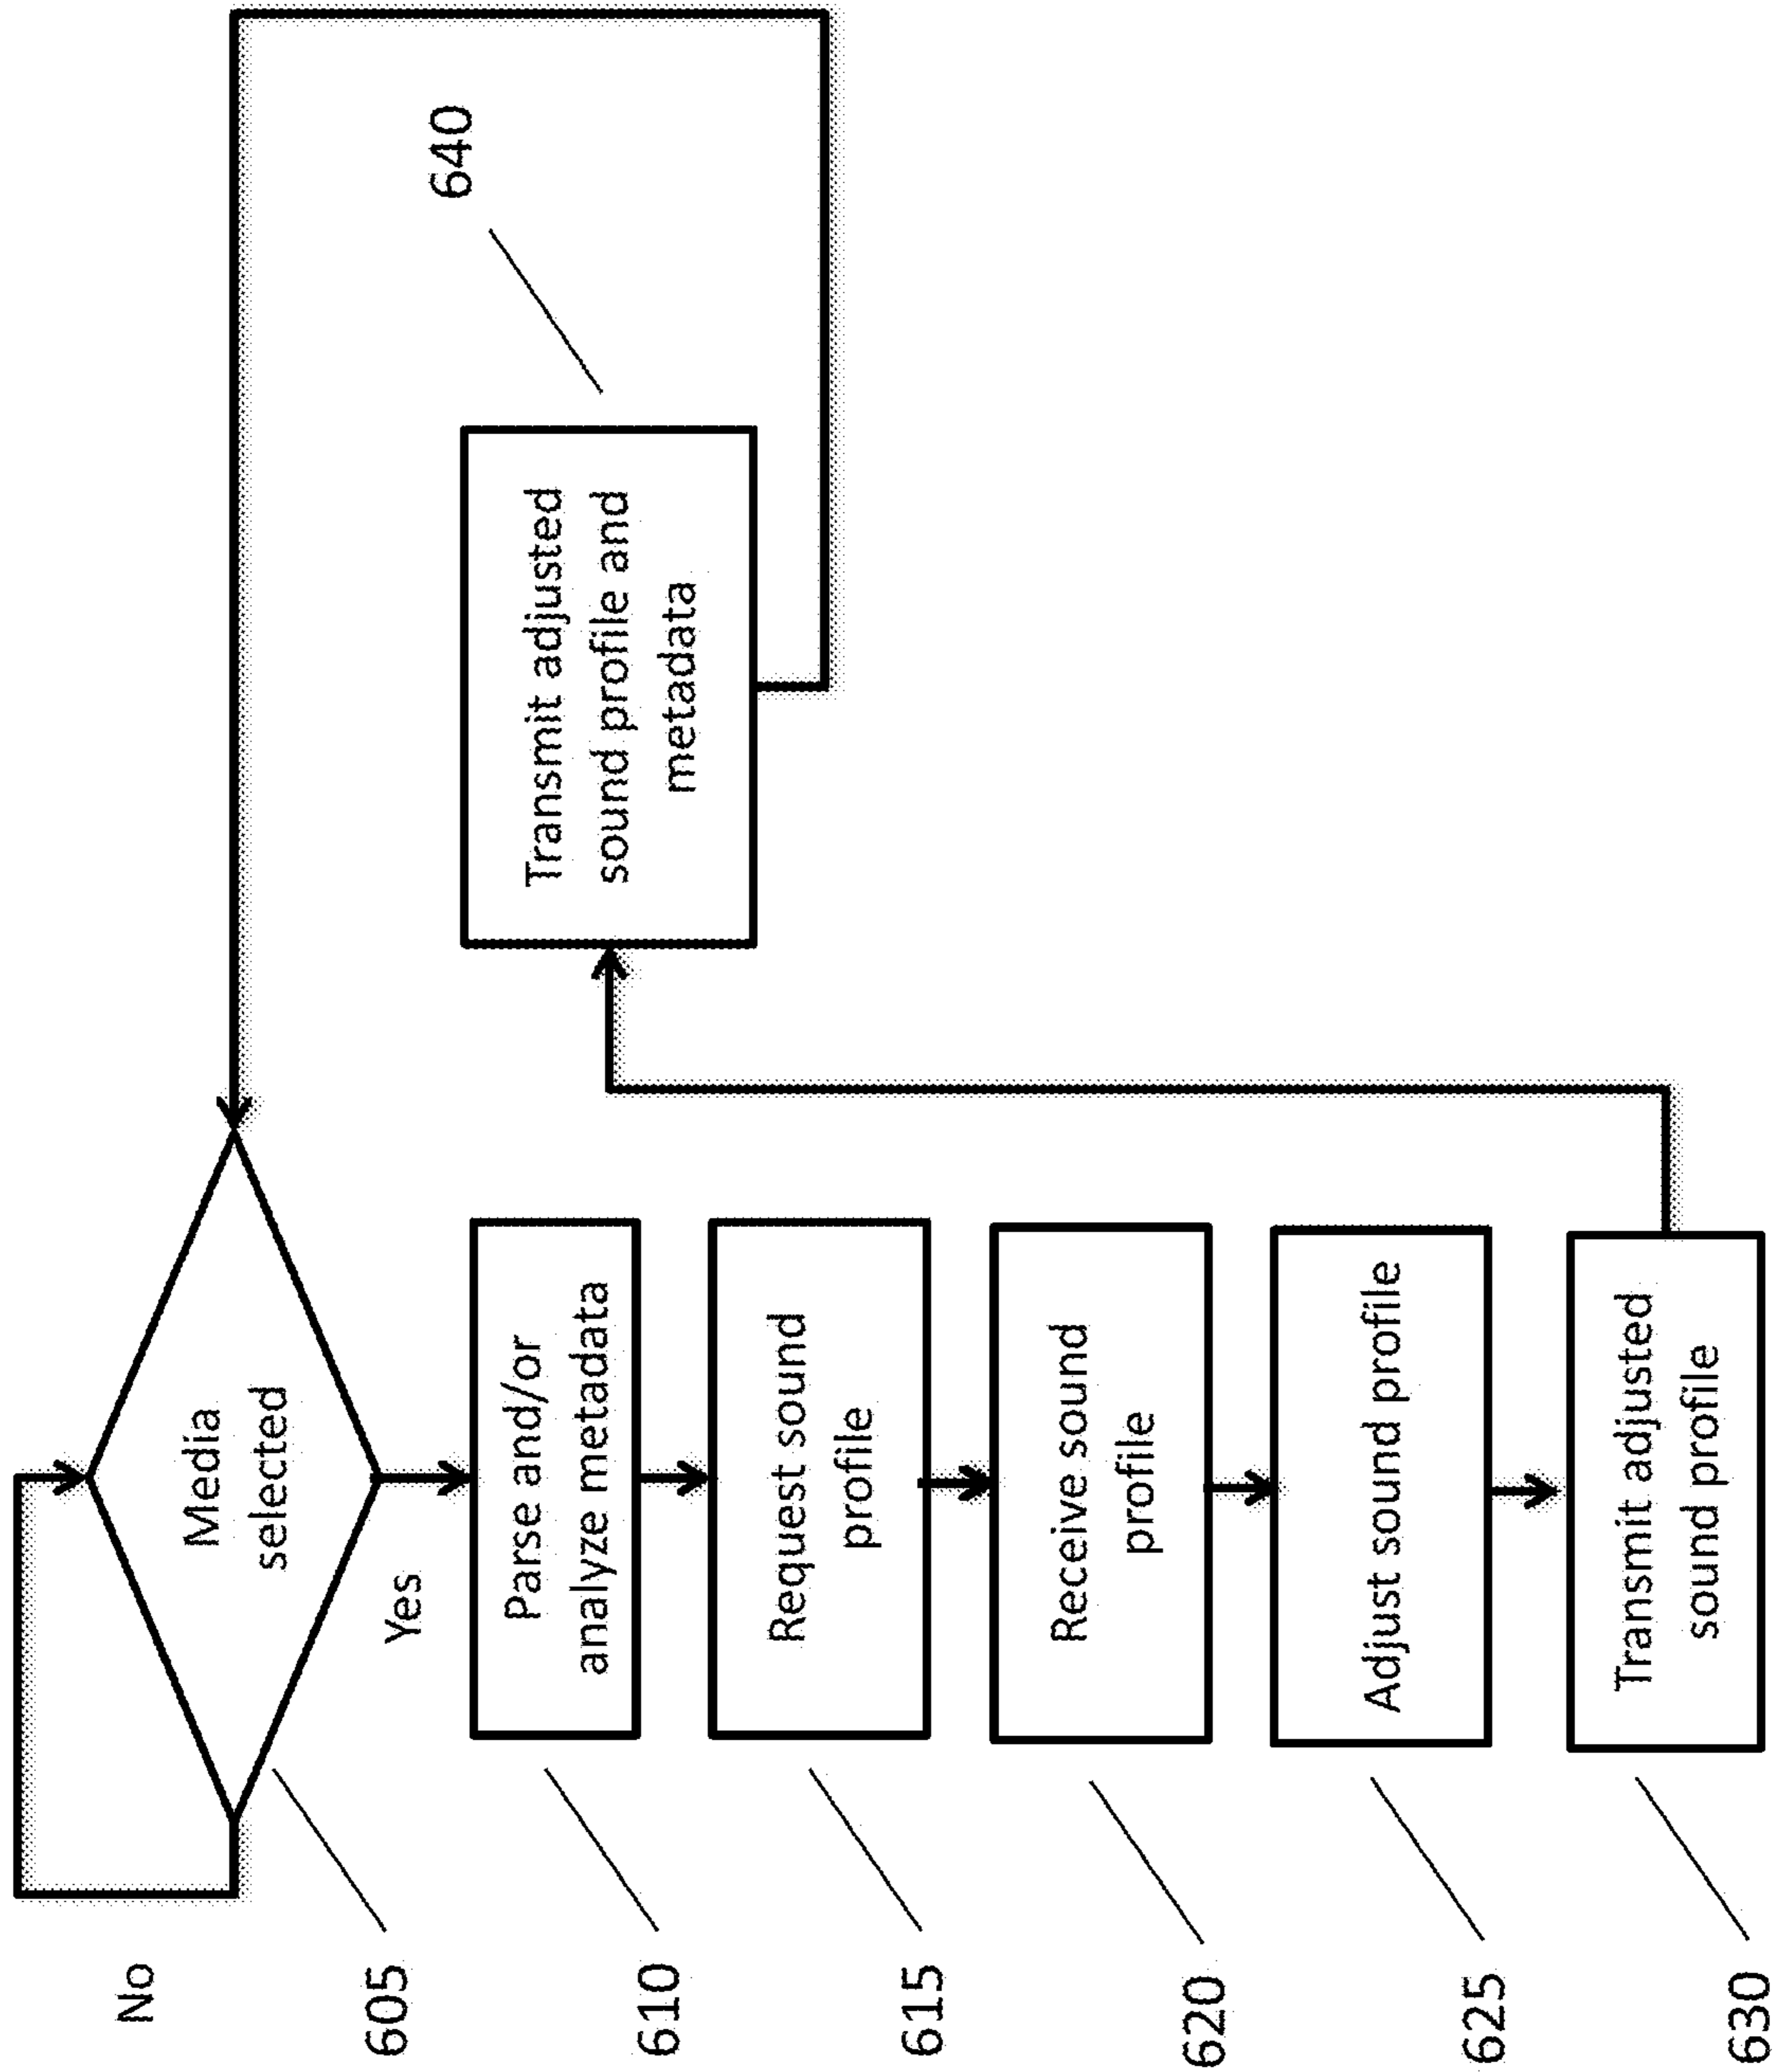 No
Media
selected
605
Yes
Parse and/or
analyze metadata
610
Request sound
profile
615
Receive sound
profile
620
Adjust sound profile
625
Transmit adjusted
sound profile
630
Transmit adjusted
sound profile and
metadata
640